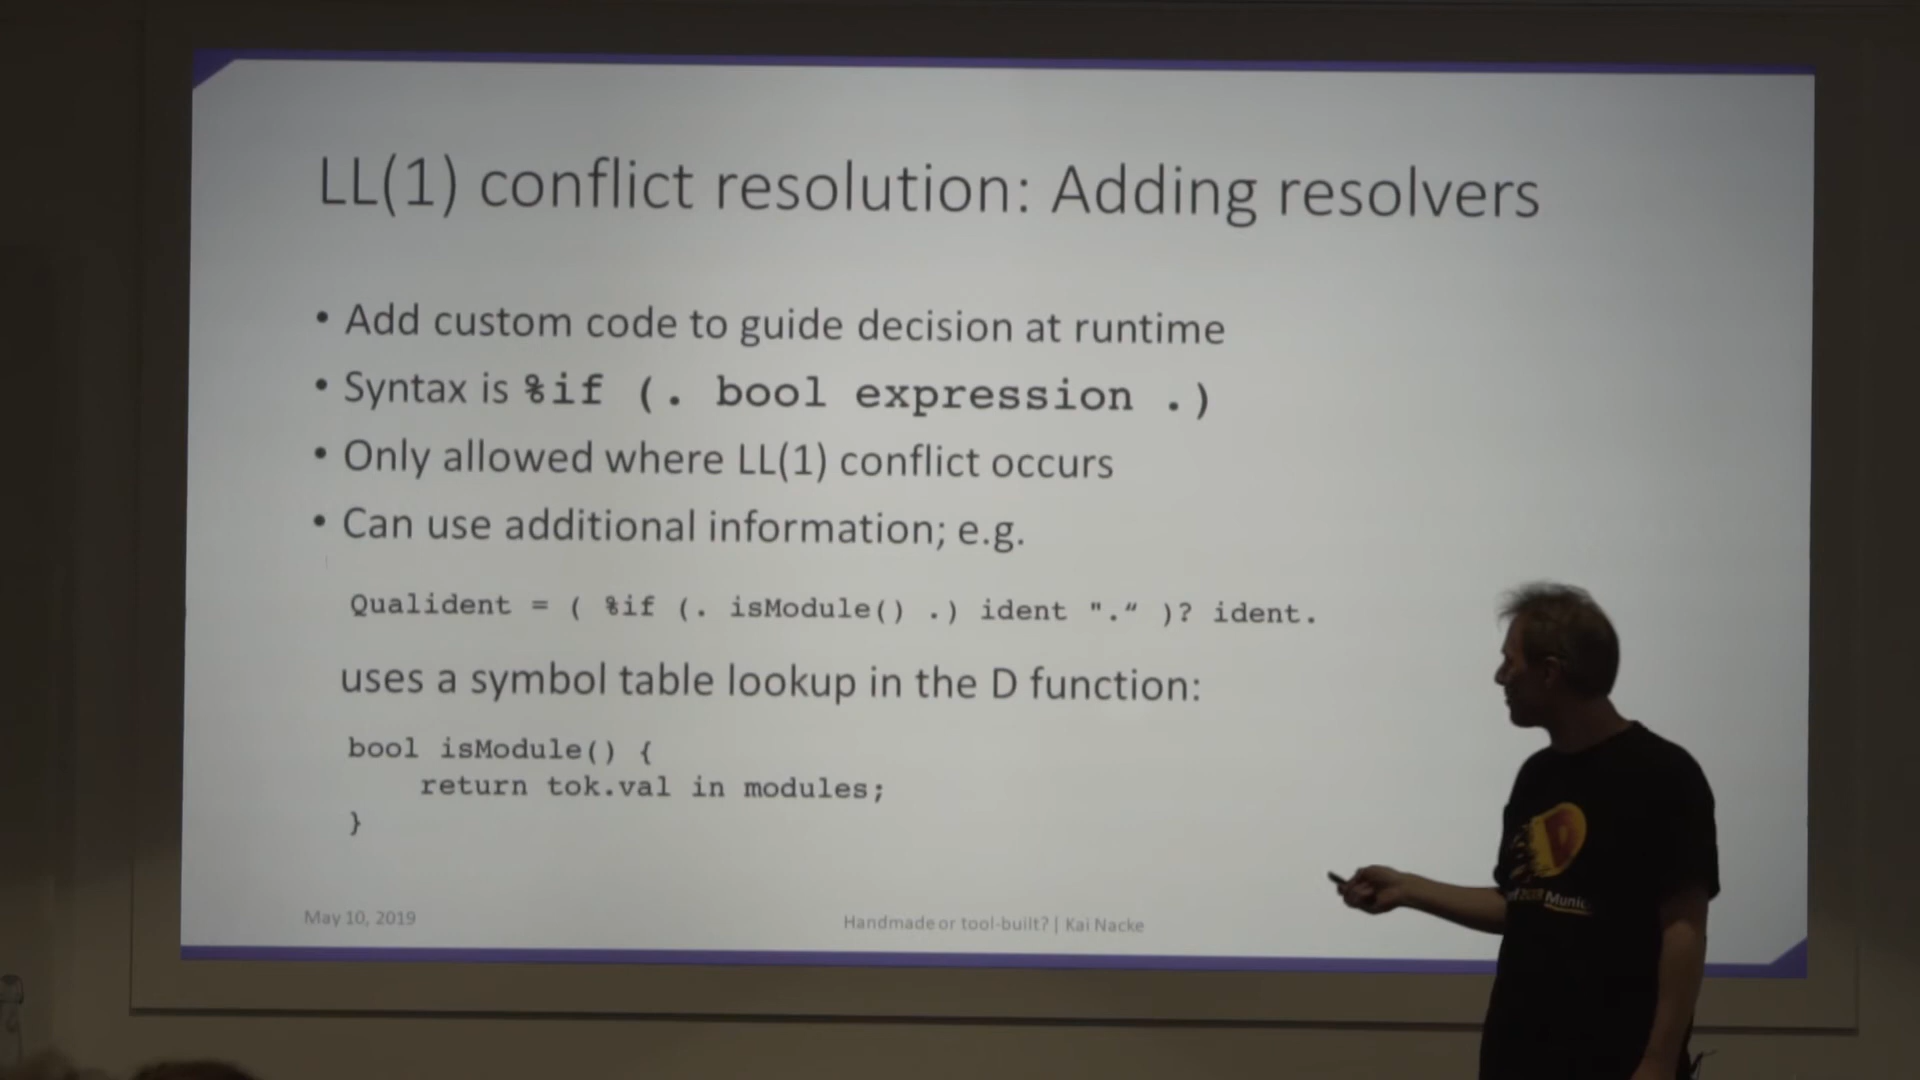 LL(1) conflict resolution: Adding resolvers
• Add custom code to guide decision at runtime
• Syntax is %if (. bool expression .)
• Only allowed where LL(1) conflict occurs
• Can use additional information; e.g.
Qualident = ( %if (. isModule() .) ident ".“ )? ident.
uses a symbol table lookup in the D function:
bool isModule() {
return tok.val in modules;
}
May 10, 2019
Handmade or tool-built? | Kai Nacke